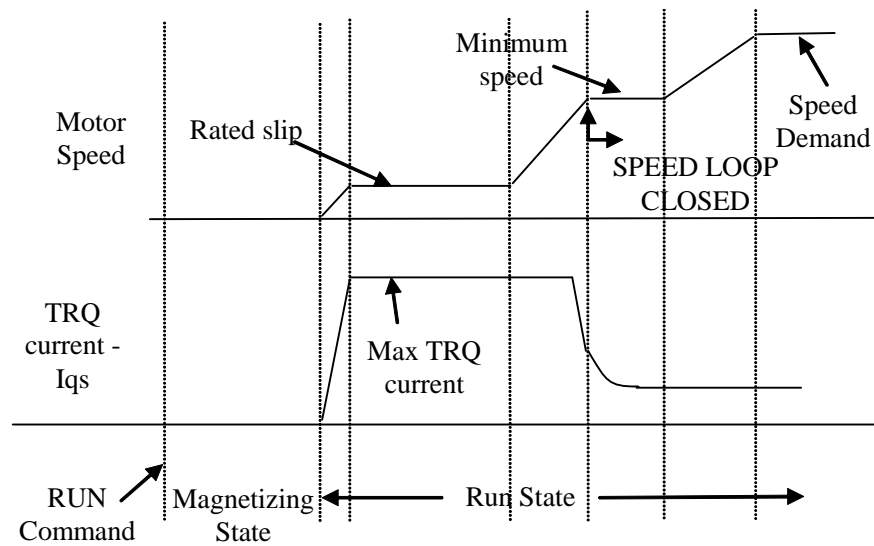 Minimum
speed
Motor
Speed
Rated slip
Speed
Demand
SPEED LOOP
CLOSED
TRQ
current -
Iqs
Max TRQ
current
RUN
Command
Magnetizing
State
Run State